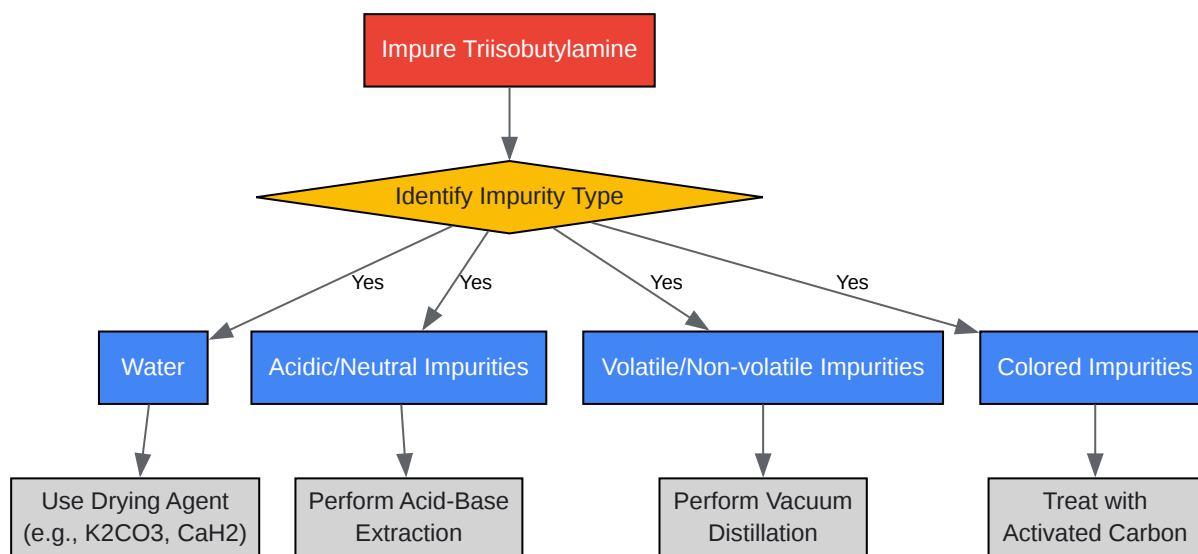 Impure Triisobutylamine
Identify Impurity Type
Yes
Yes
Yes
Yes
Water
Acidic/Neutral Impurities
Volatile/Non-volatile Impurities
Colored Impurities
Use Drying Agent
(e.g., K2CO3, CaH2)
Perform Acid-Base
Extraction
Perform Vacuum
Distillation
Treat with
Activated Carbon